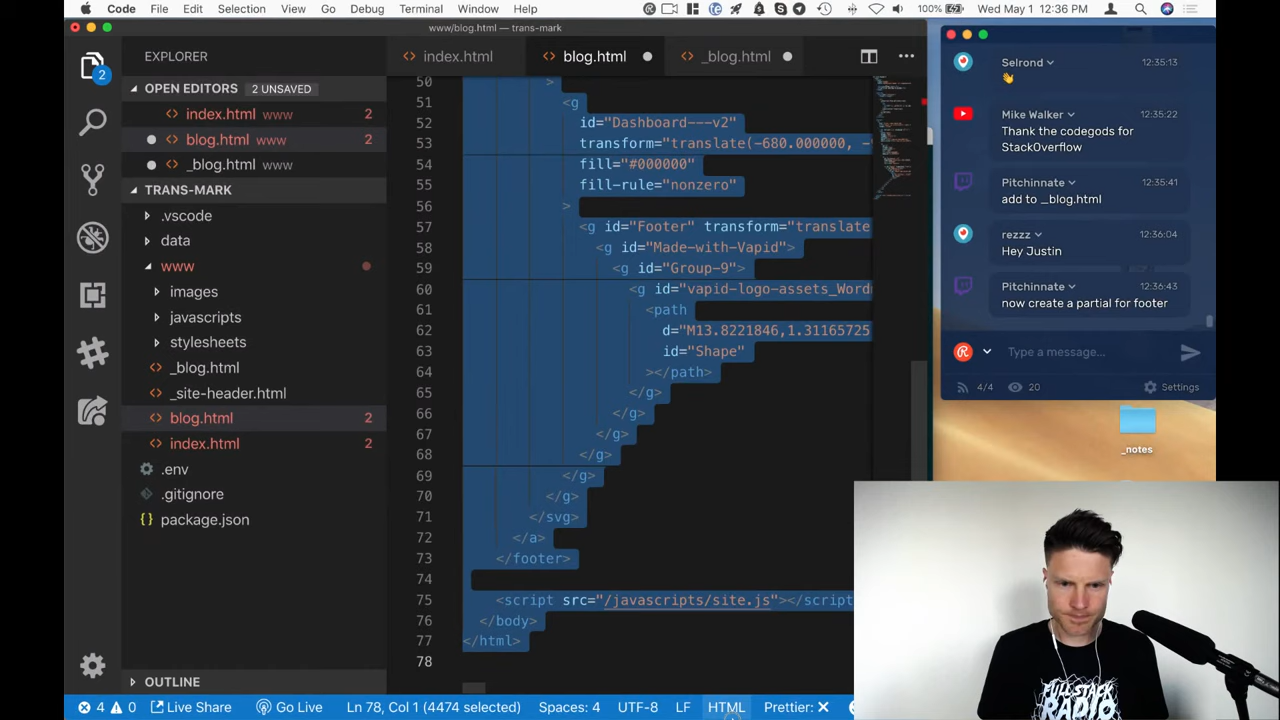 Code File Edit Selection View Go Debug Terminal Window Help 100% Wed May 1 12:36 PM
www/blog.html — trans-mark
EXPLORER
2
OPEN EDITORS 2 UNSAVED
index.html www 2
blog.html www 2
_blog.html www
TRANS-MARK
.vscode
data
www
images
javascripts
stylesheets
_blog.html
_site-header.html
blog.html 2
index.html 2
.env
.gitignore
package.json
OUTLINE
index.html blog.html _blog.html
50 >
51 <g
52 id="Dashboard---v2"
53 transform="translate(-680.000000, -
54 fill="#000000"
55 fill-rule="nonzero"
56 >
57 <g id="Footer" transform="translate
58 <g id="Made-with-Vapid">
59 <g id="Group-9">
60 <g id="vapid-logo-assets_Word
61 <path
62 d="M13.8221846,1.31165725
63 id="Shape"
64 ></path>
65 </g>
66 </g>
67 </g>
68 </g>
69 </g>
70 </g>
71 </svg>
72 </a>
73 </footer>
74
75 <script src="/javascripts/site.js"></script
76 </body>
77 </html>
78
4 0 Live Share Go Live Ln 78, Col 1 (4474 selected) Spaces: 4 UTF-8 LF HTML Prettier: ×
Selrond 12:35:13
Mike Walker 12:35:22
Thank the codegods for
StackOverflow
Pitchinnate 12:35:41
add to _blog.html
rezzz 12:36:04
Hey Justin
Pitchinnate 12:36:43
now create a partial for footer
Type a message...
4/4 20 Settings
_notes
FULL STACK
RADIO